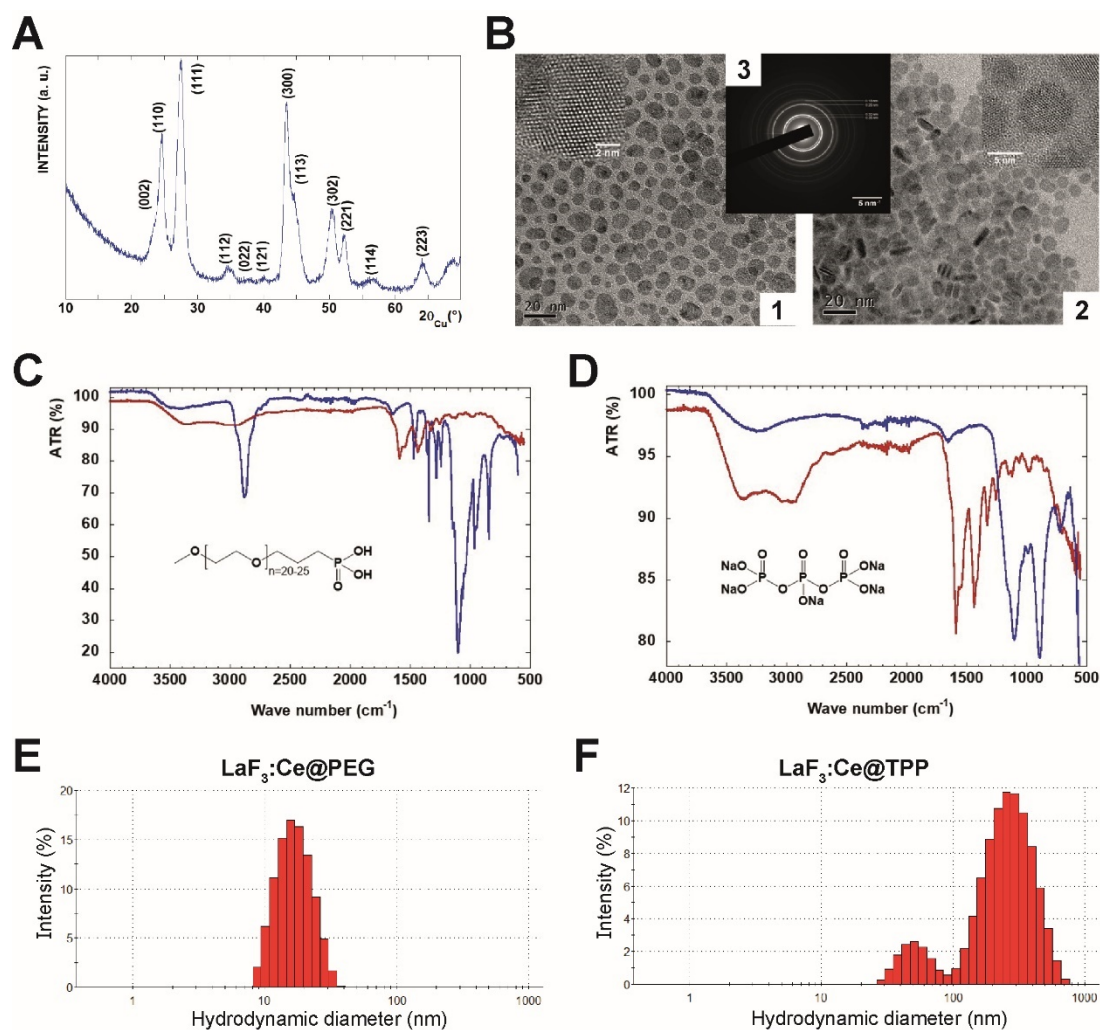 A
INTENSITY (a. u.)
(002)
(110)
(111)
(112)
(022)
(121)
(300)
(113)
(302)
(221)
(114)
(223)
10 20 30 40 50 60
2θCu(°)
B
2 nm
20 nm
1
3
5 nm⁻¹
5 nm
20 nm
2
C
ATR (%)
100
90
80
70
60
50
40
30
20
O O n=20-25 P OH
O OH
4000 3500 3000 2500 2000 1500 1000 500
Wave number (cm⁻¹)
D
ATR (%)
100
95
90
85
80
O O O
NaO P P P ONa
NaO O ONa O ONa
4000 3500 3000 2500 2000 1500 1000 500
Wave number (cm⁻¹)
E
LaF₃:Ce@PEG
Intensity (%)
20
15
10
5
0
1 10 100 1000
Hydrodynamic diameter (nm)
F
LaF₃:Ce@TPP
Intensity (%)
12
10
8
6
4
2
0
1 10 100 1000
Hydrodynamic diameter (nm)